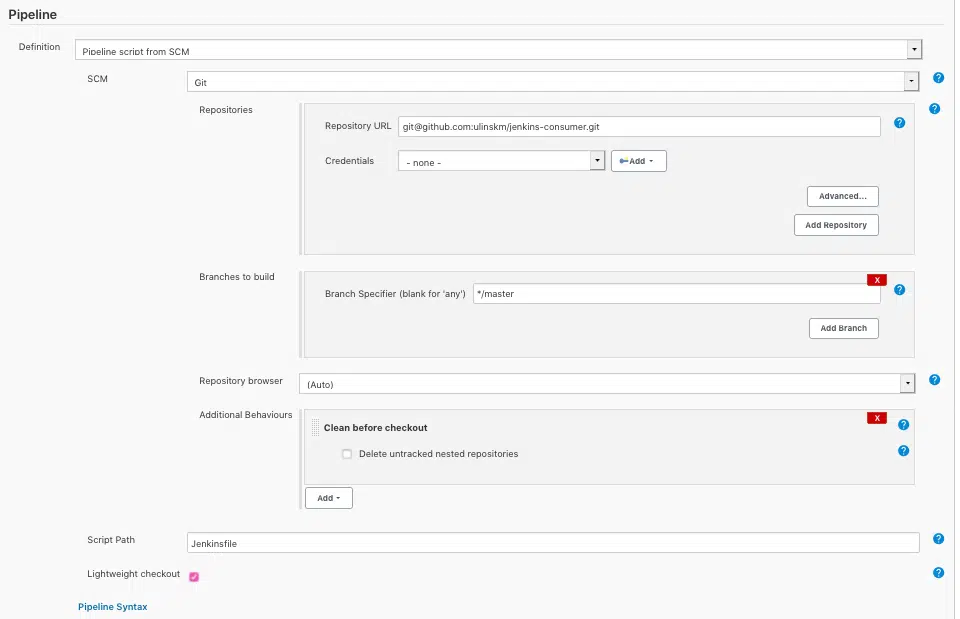 Pipeline
Definition
Pipeline script from SCM
SCM
Git
?
Repositories
?
Repository URL
git@github.com:ulinskm/jenkins-consumer.git
?
Credentials
- none -
Add
Advanced...
Add Repository
Branches to build
X
Branch Specifier (blank for 'any')
*/master
?
Add Branch
Repository browser
(Auto)
?
Additional Behaviours
X
Clean before checkout
?
Delete untracked nested repositories
?
Add
Script Path
Jenkinsfile
?
Lightweight checkout
?
Pipeline Syntax